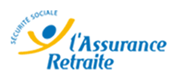 SÉCURITÉ SOCIALE
l'Assurance
Retraite